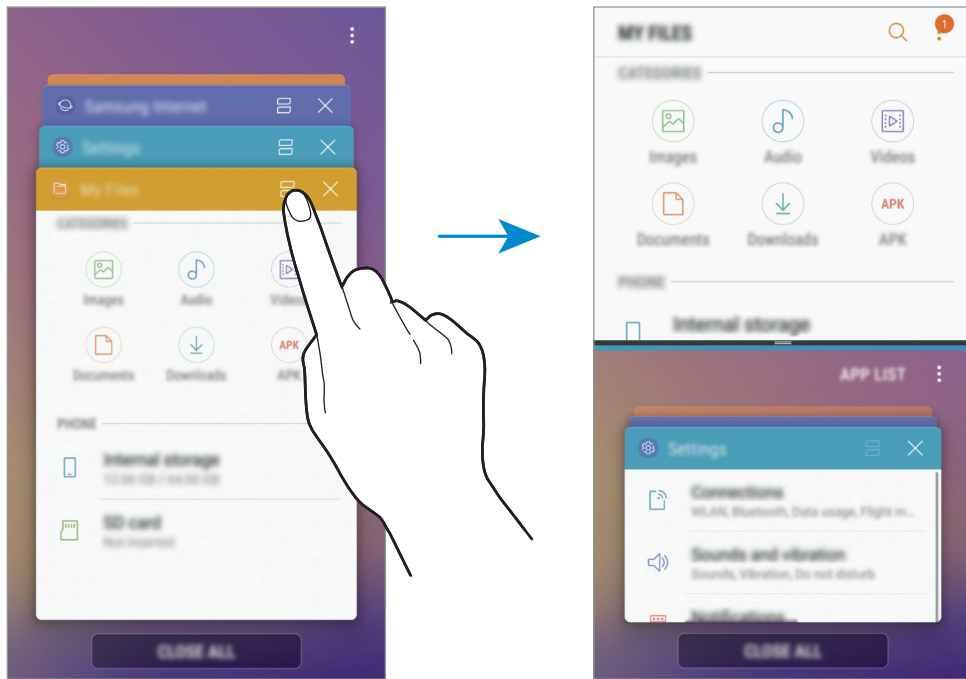 Samsung Internet
Settings
My Files
CATEGORIES
Images
Audio
Videos
Documents
Downloads
APK
APK
PHONE
Internal storage
12.06 GB / 64.00 GB
SD card
Not inserted
CLOSE ALL
MY FILES
1
CATEGORIES
Images
Audio
Videos
APK
Documents
Downloads
APK
PHONE
Internal storage
APP LIST
Settings
Connections
WLAN, Bluetooth, Data usage, Flight m...
Sounds and vibration
Sounds, Vibration, Do not disturb
Notifications
CLOSE ALL